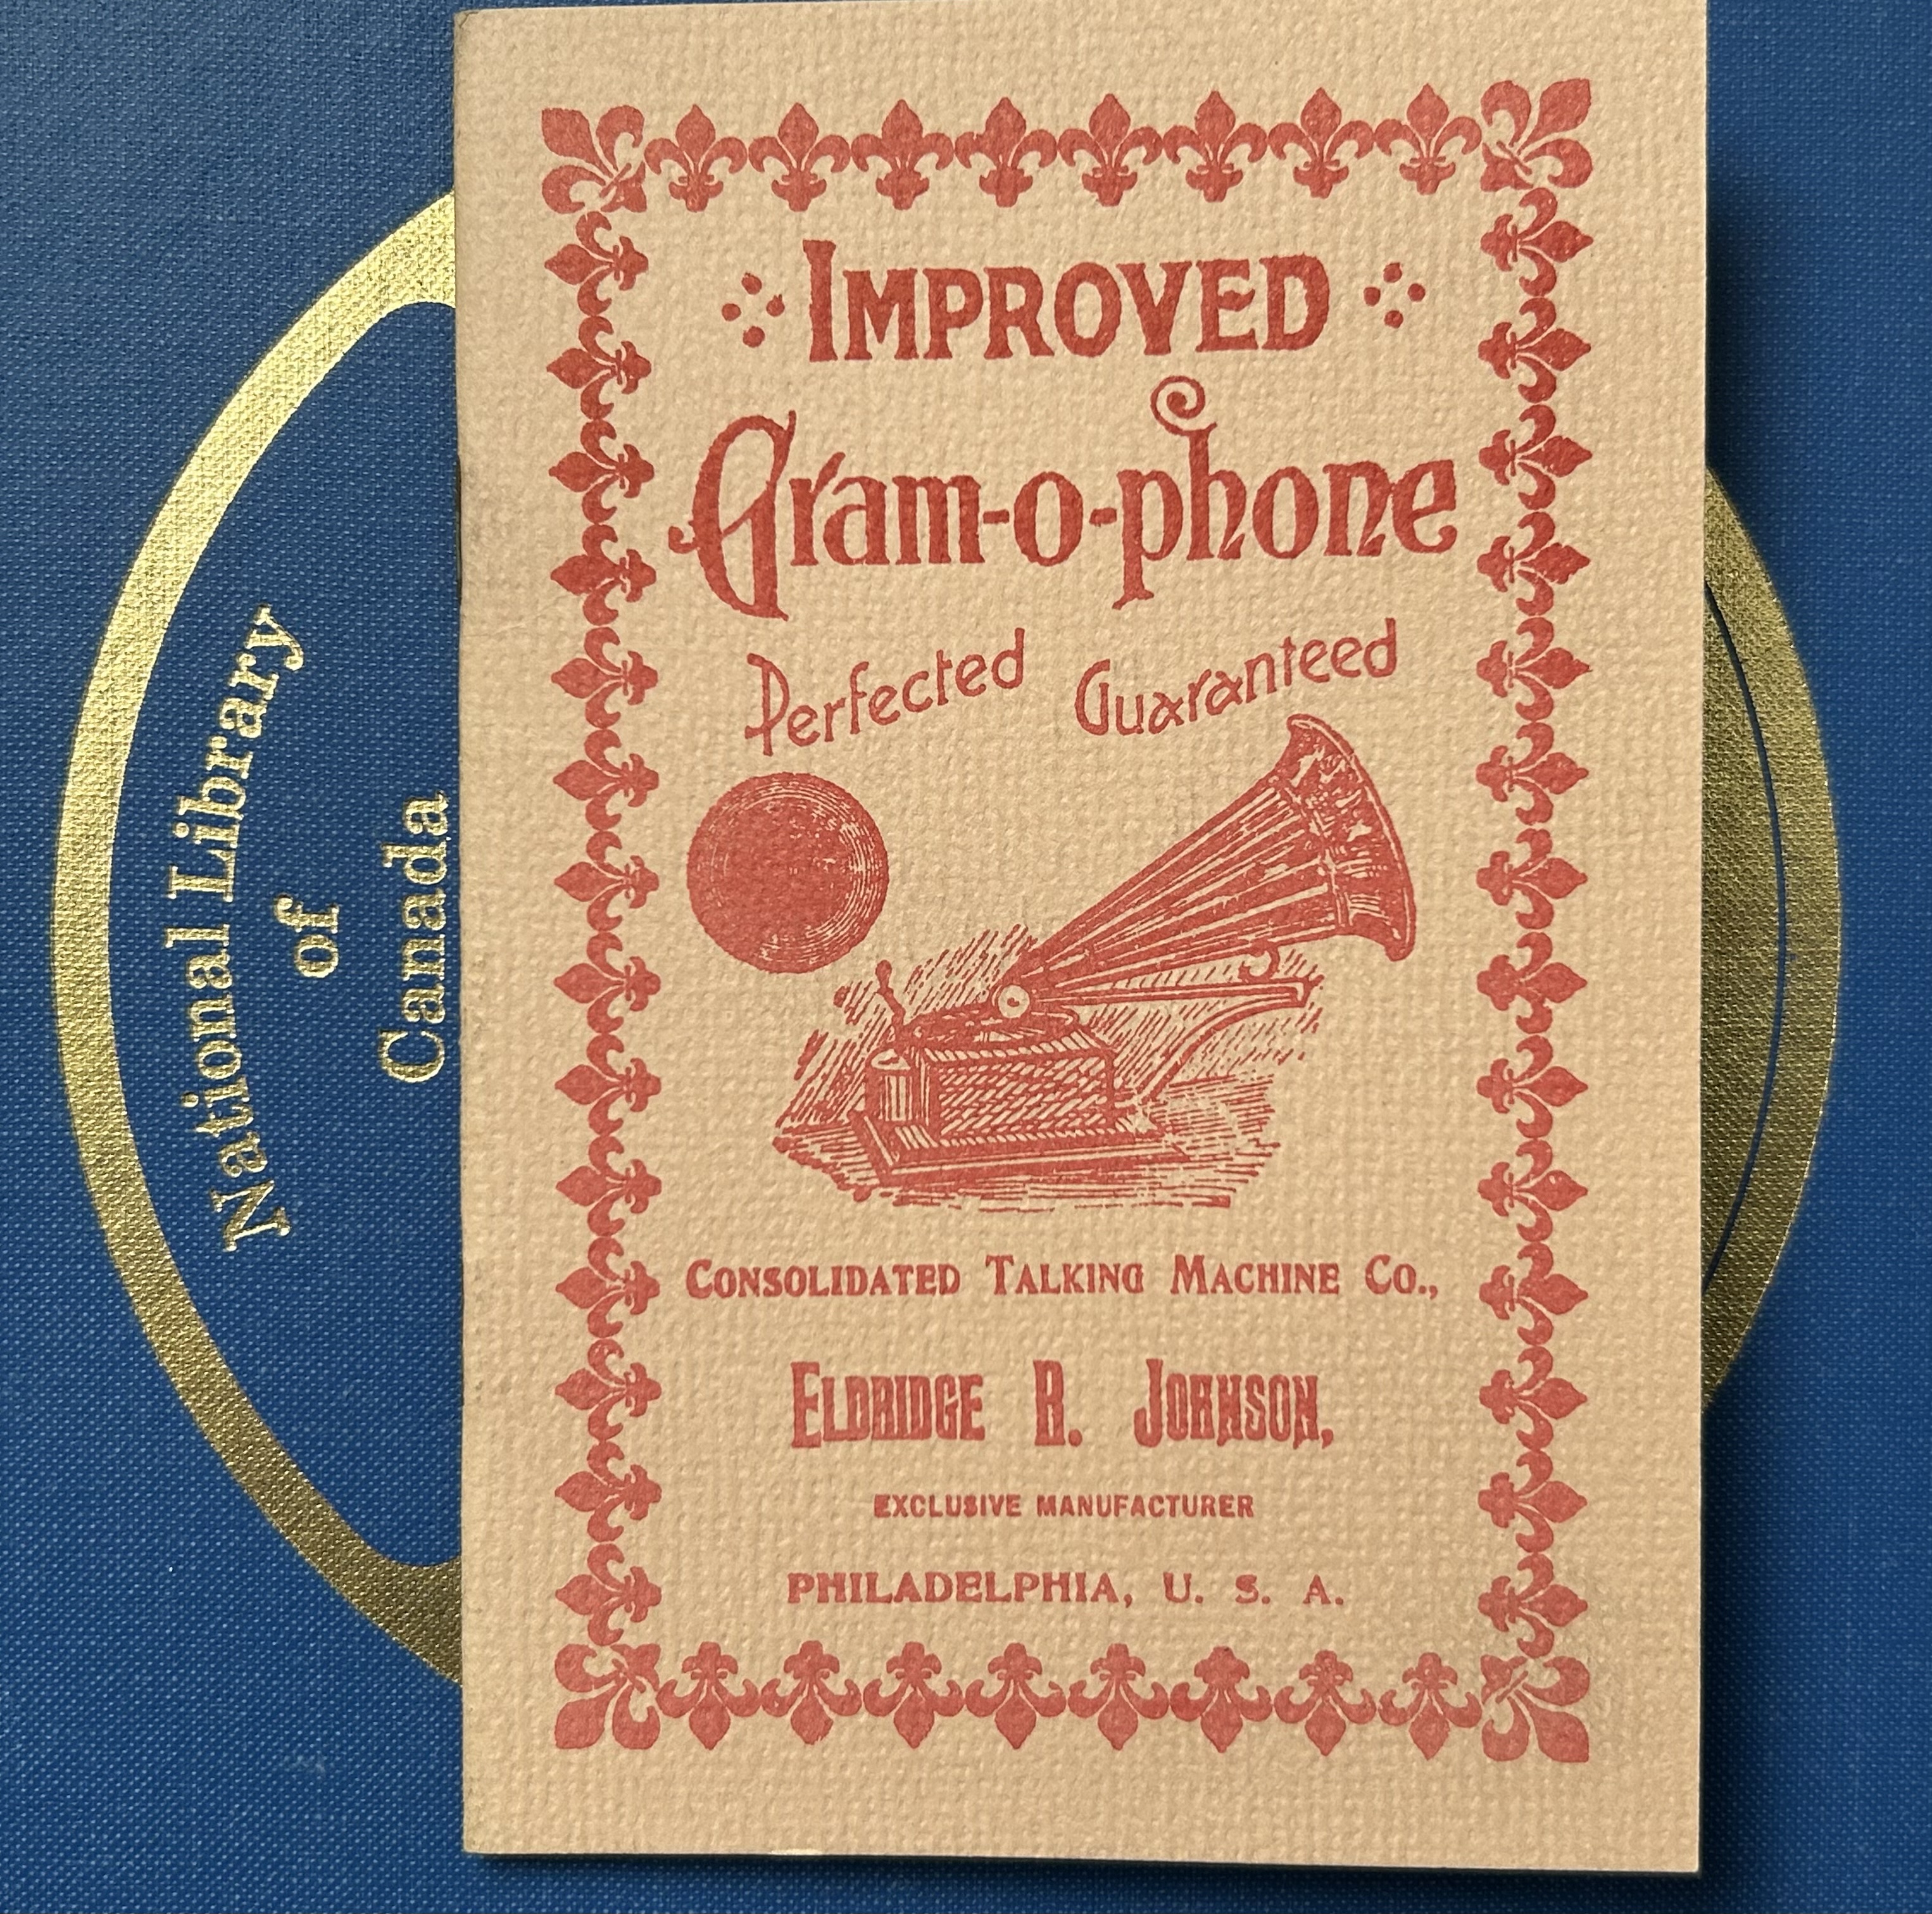 IMPROVED
Gram-o-phone
Perfected Guaranteed
CONSOLIDATED TALKING MACHINE CO.,
ELDRIDGE R. JOHNSON,
EXCLUSIVE MANUFACTURER
PHILADELPHIA, U. S. A.
National Library
of
Canada